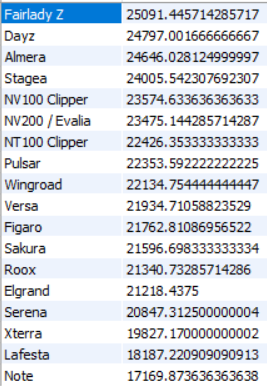 Fairlady Z 25091.445714285717
Dayz 24797.001666666667
Almera 24646.028124999997
Stagea 24005.542307692307
NV100 Clipper 23574.633636363633
NV200 / Evalia 23475.144285714287
NT100 Clipper 22426.353333333333
Pulsar 22353.592222222225
Wingroad 22134.754444444447
Versa 21934.71058823529
Figaro 21762.81086956522
Sakura 21596.698333333334
Roox 21340.73285714286
Elgrand 21218.4375
Serena 20847.312500000004
Xterra 19827.170000000002
Lafesta 18187.220909090913
Note 17169.873636363638